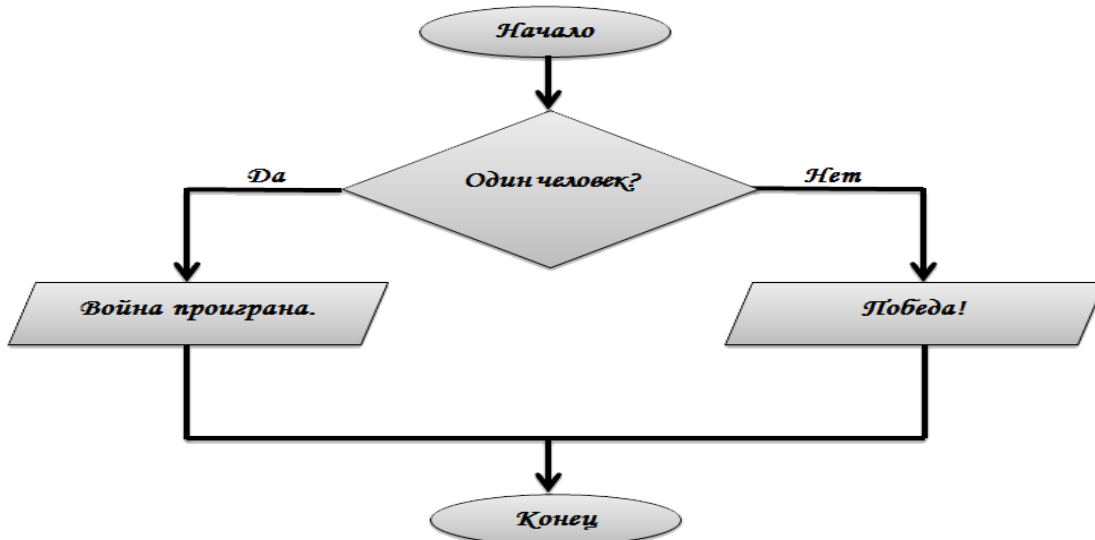 Начало
Один человек?
Да
Нет
Война проиграна.
Победа!
Конец